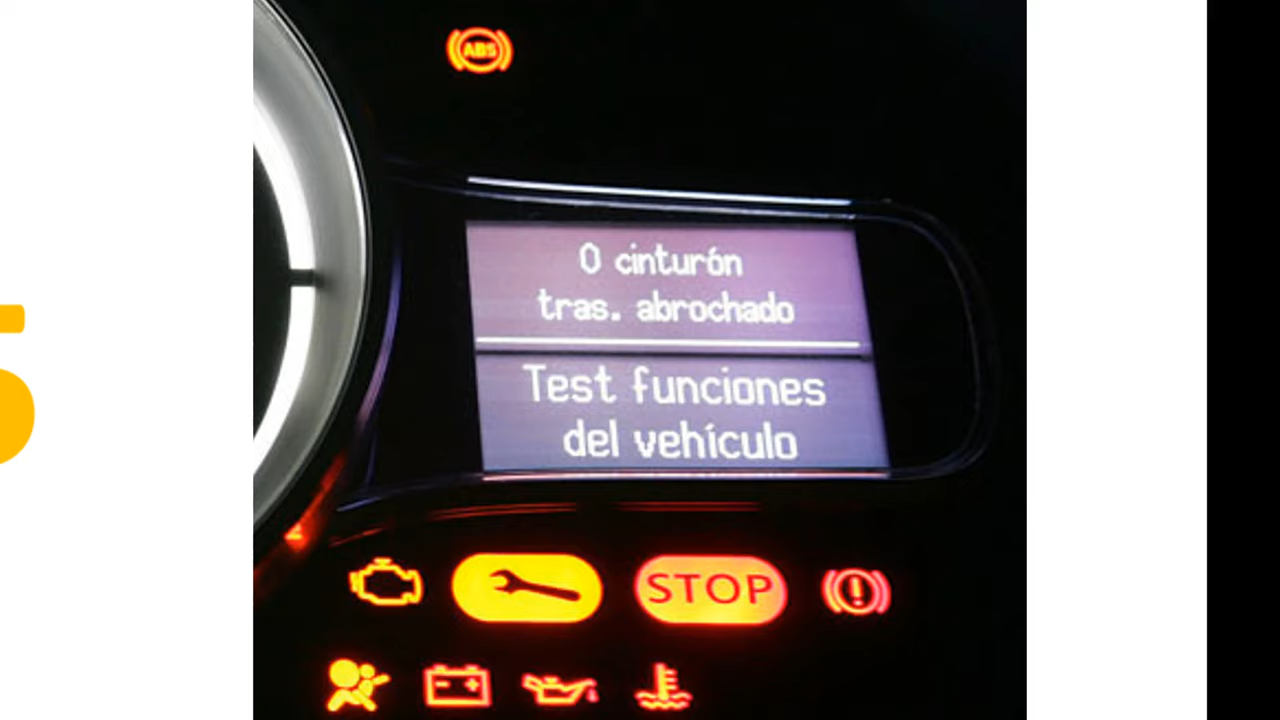 ABS
0 cinturón
tras. abrochado
Test funciones
del vehículo
STOP